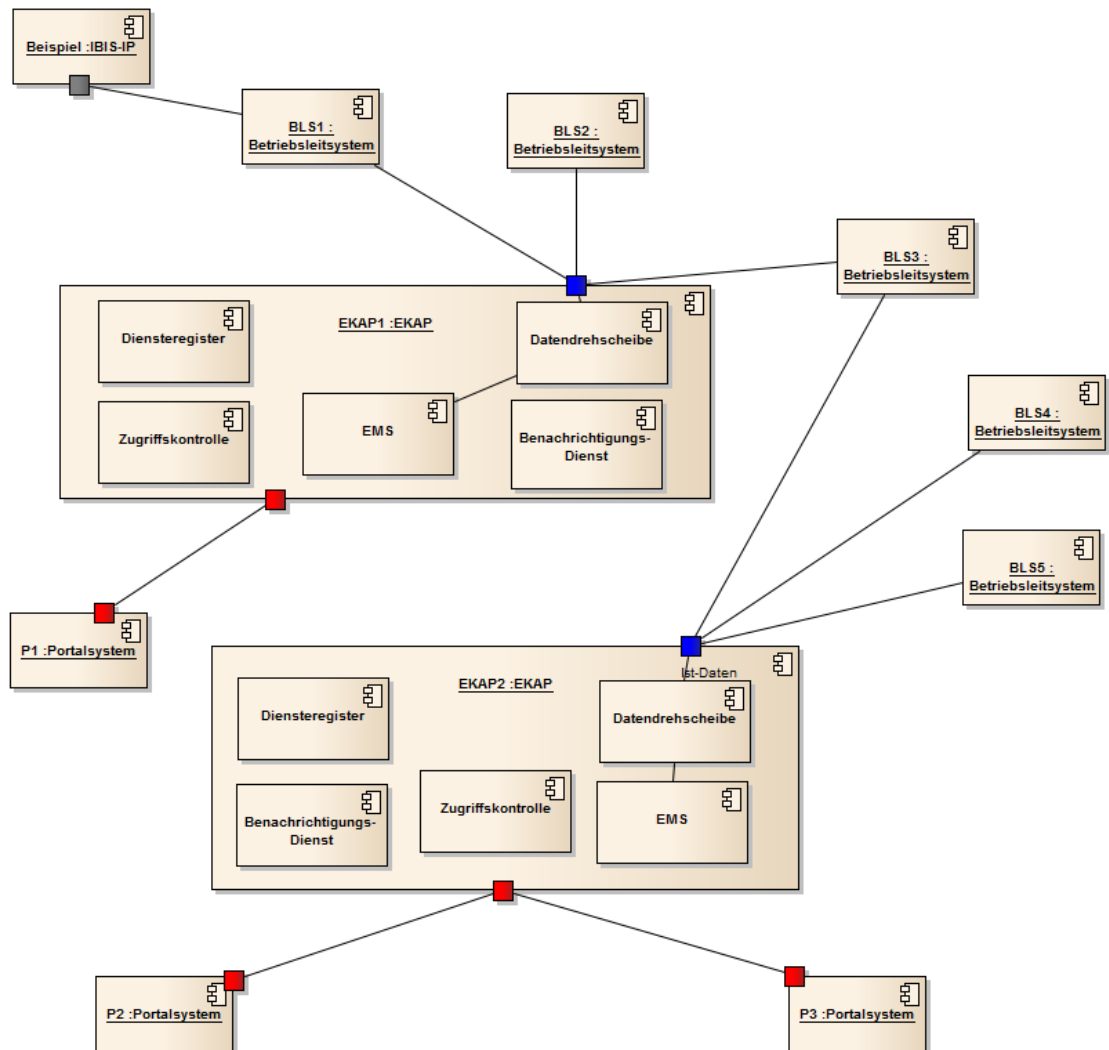 Beispiel :IBIS-IP
BLS1 :
Betriebsleitsystem
BLS2 :
Betriebsleitsystem
BLS3 :
Betriebsleitsystem
EKAP1 :EKAP
Diensteregister
Datendrehscheibe
Zugriffskontrolle
EMS
Benachrichtigungs-
Dienst
BLS4 :
Betriebsleitsystem
BLS5 :
Betriebsleitsystem
P1 :Portalsystem
Ist-Daten
EKAP2 :EKAP
Diensteregister
Datendrehscheibe
Benachrichtigungs-
Dienst
Zugriffskontrolle
EMS
P2 :Portalsystem
P3 :Portalsystem